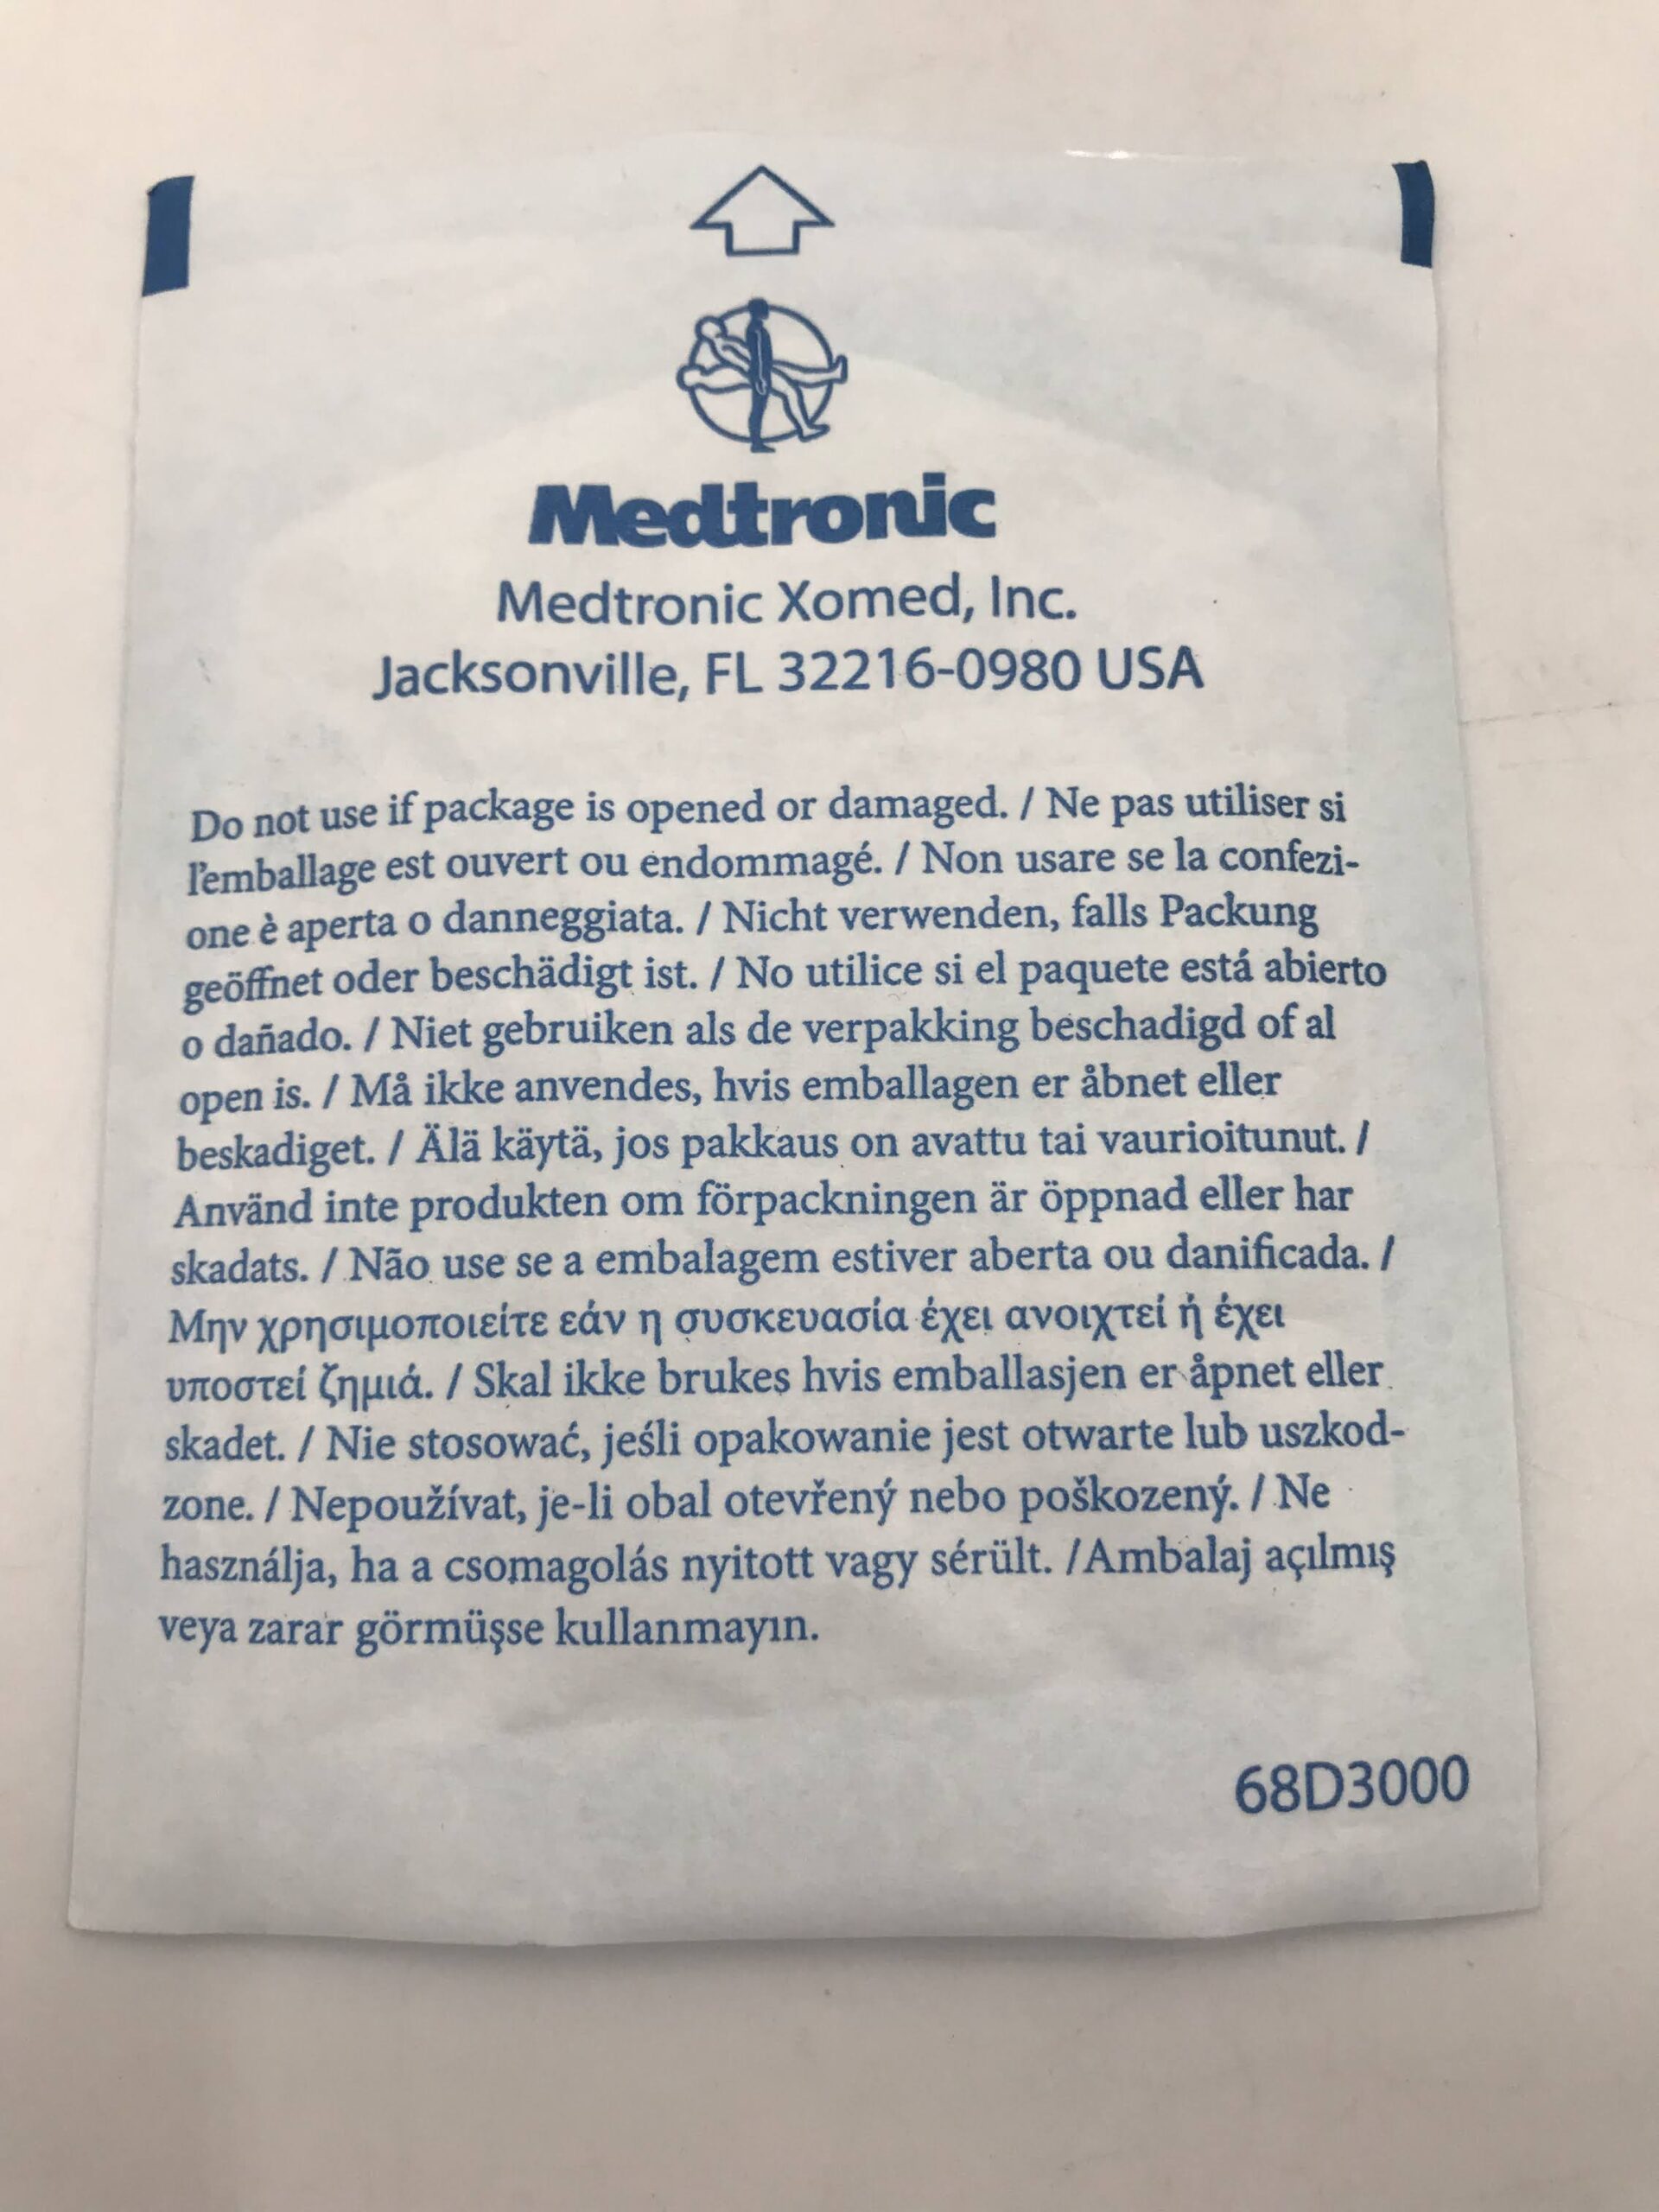 Medtronic
Medtronic Xomed, Inc.
Jacksonville, FL 32216-0980 USA
Do not use if package is opened or damaged. / Ne pas utiliser si
l'emballage est ouvert ou endommagé. / Non usare se la confezi-
one è aperta o danneggiata. / Nicht verwenden, falls Packung
geöffnet oder beschädigt ist. / No utilice si el paquete está abierto
o dañado. / Niet gebruiken als de verpakking beschadigd of al
open is. / Må ikke anvendes, hvis emballagen er åbnet eller
beskadiget. / Älä käytä, jos pakkaus on avattu tai vaurioitunut. /
Använd inte produkten om förpackningen är öppnad eller har
skadats. / Não use se a embalagem estiver aberta ou danificada. /
Μην χρησιμοποιείτε εάν η συσκευασία έχει ανοιχτεί ή έχει
υποστεί ζημιά. / Skal ikke brukes hvis emballasjen er åpnet eller
skadet. / Nie stosować, jeśli opakowanie jest otwarte lub uszkod-
zone. / Nepoužívat, je-li obal otevřený nebo poškozený. / Ne
használja, ha a csomagolás nyitott vagy sérült. /Ambalaj açılmış
veya zarar görmüşse kullanmayın.
68D3000